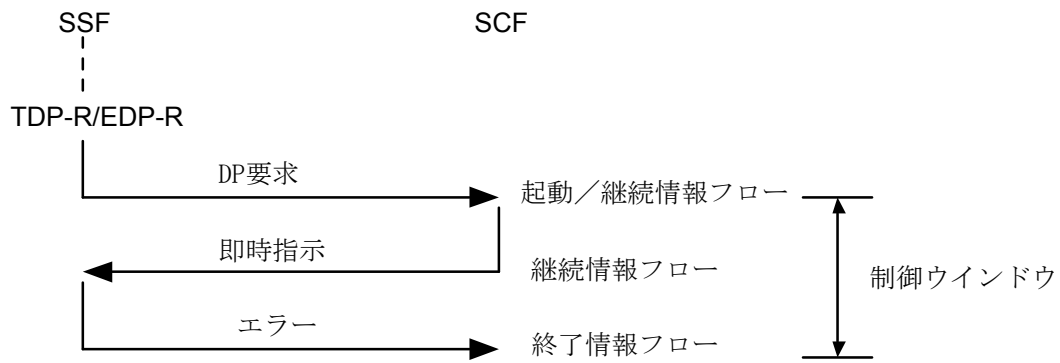 SSF
SCF
TDP-R/EDP-R
DP要求
起動／継続情報フロー
即時指示
継続情報フロー
制御ウインドウ
エラー
終了情報フロー